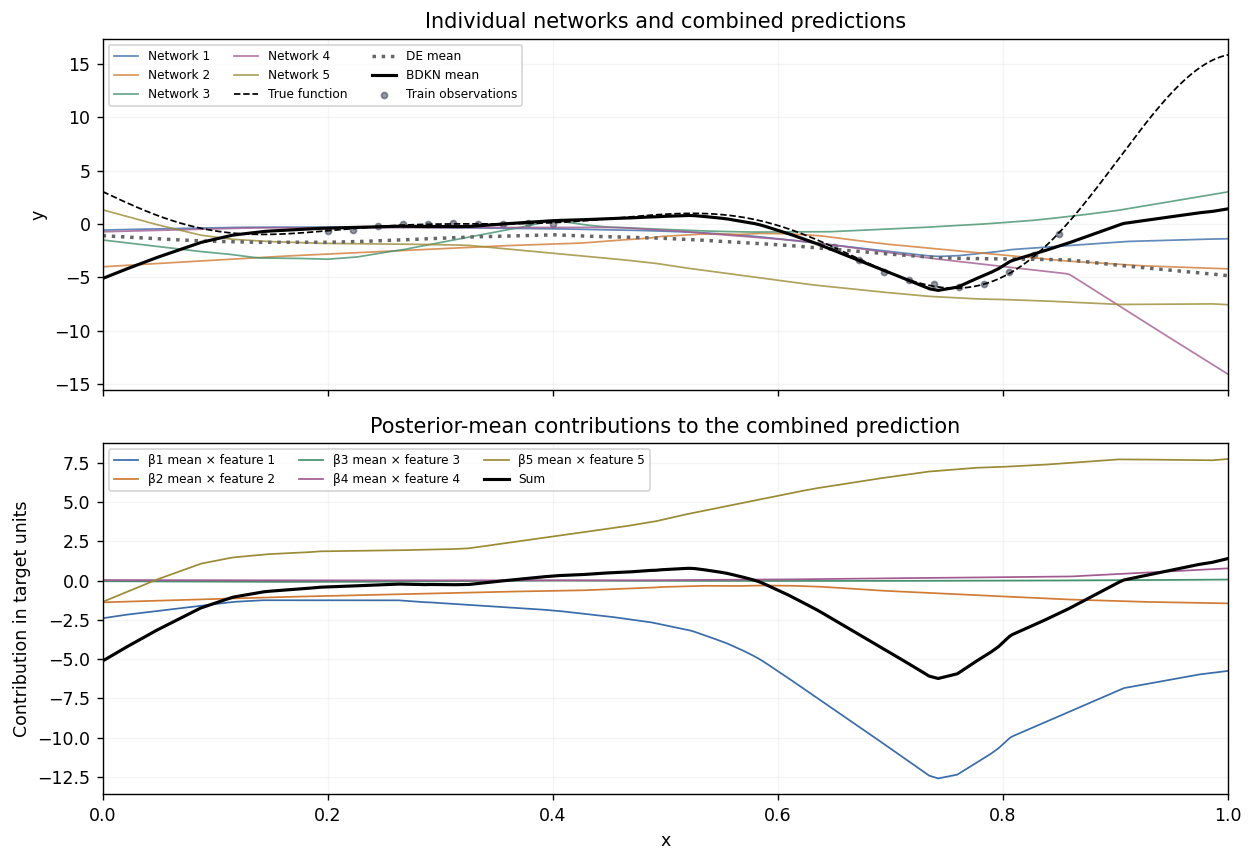 Individual networks and combined predictions
Network 1 Network 4 DE mean
Network 2 Network 5 BDKN mean
Network 3 True function Train observations
15
10
5
0
−5
−10
−15
y
Posterior-mean contributions to the combined prediction
β1 mean × feature 1 β3 mean × feature 3 β5 mean × feature 5
β2 mean × feature 2 β4 mean × feature 4 Sum
7.5
5.0
2.5
0.0
−2.5
−5.0
−7.5
−10.0
−12.5
Contribution in target units
0.0 0.2 0.4 0.6 0.8 1.0
x